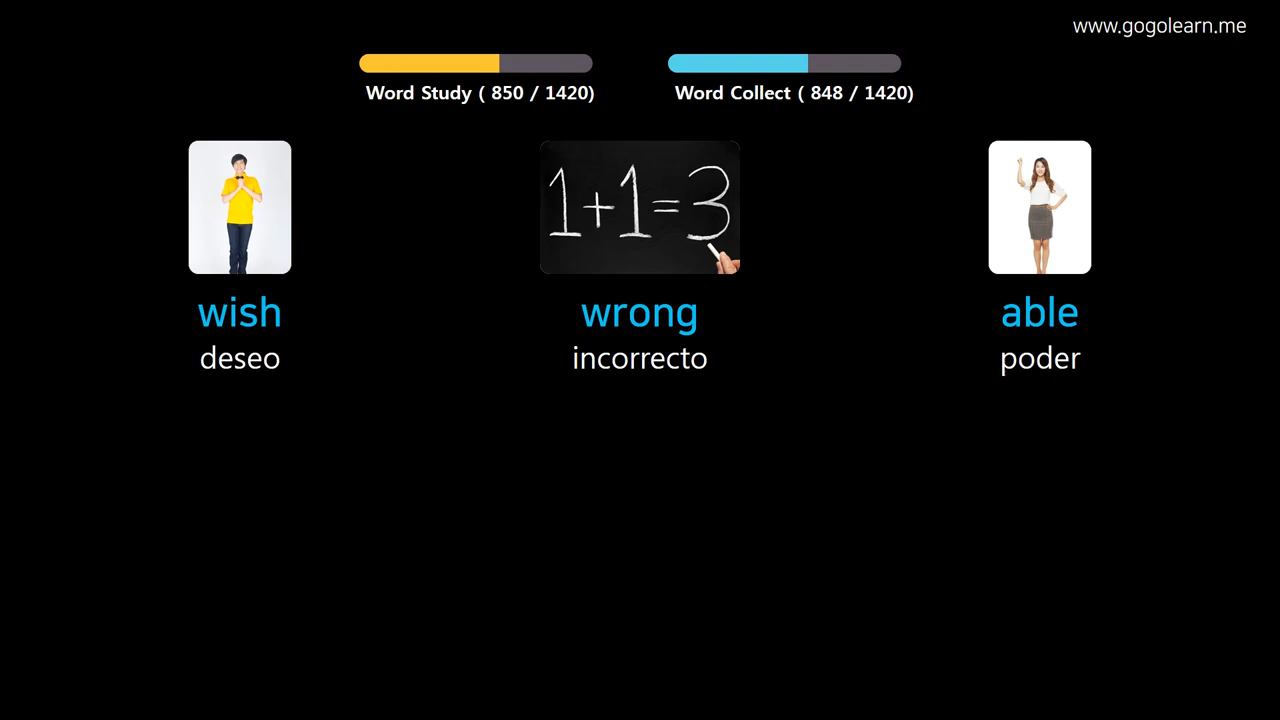 www.gogolearn.me
Word Study ( 850 / 1420)
Word Collect ( 848 / 1420)
1+1=3
wish
wrong
able
deseo
incorrecto
poder